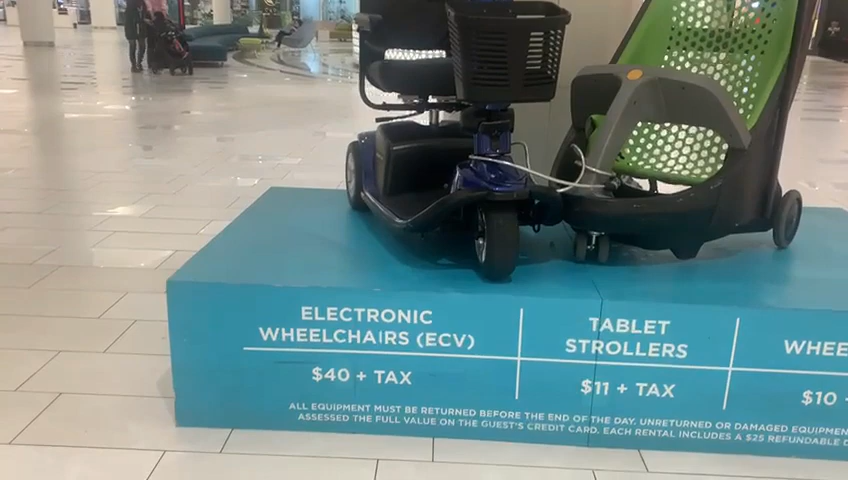 ELECTRONIC
WHEELCHAIRS (ECV)
$40 + TAX
TABLET
STROLLERS
$11 + TAX
WHEE
$10
ALL EQUIPMENT MUST BE RETURNED BEFORE THE END OF THE DAY. UNRETURNED OR DAMAGED EQUIPMEN
ASSESSED THE FULL VALUE ON THE GUEST'S CREDIT CARD. EACH RENTAL INCLUDES A $25 REFUNDABLE